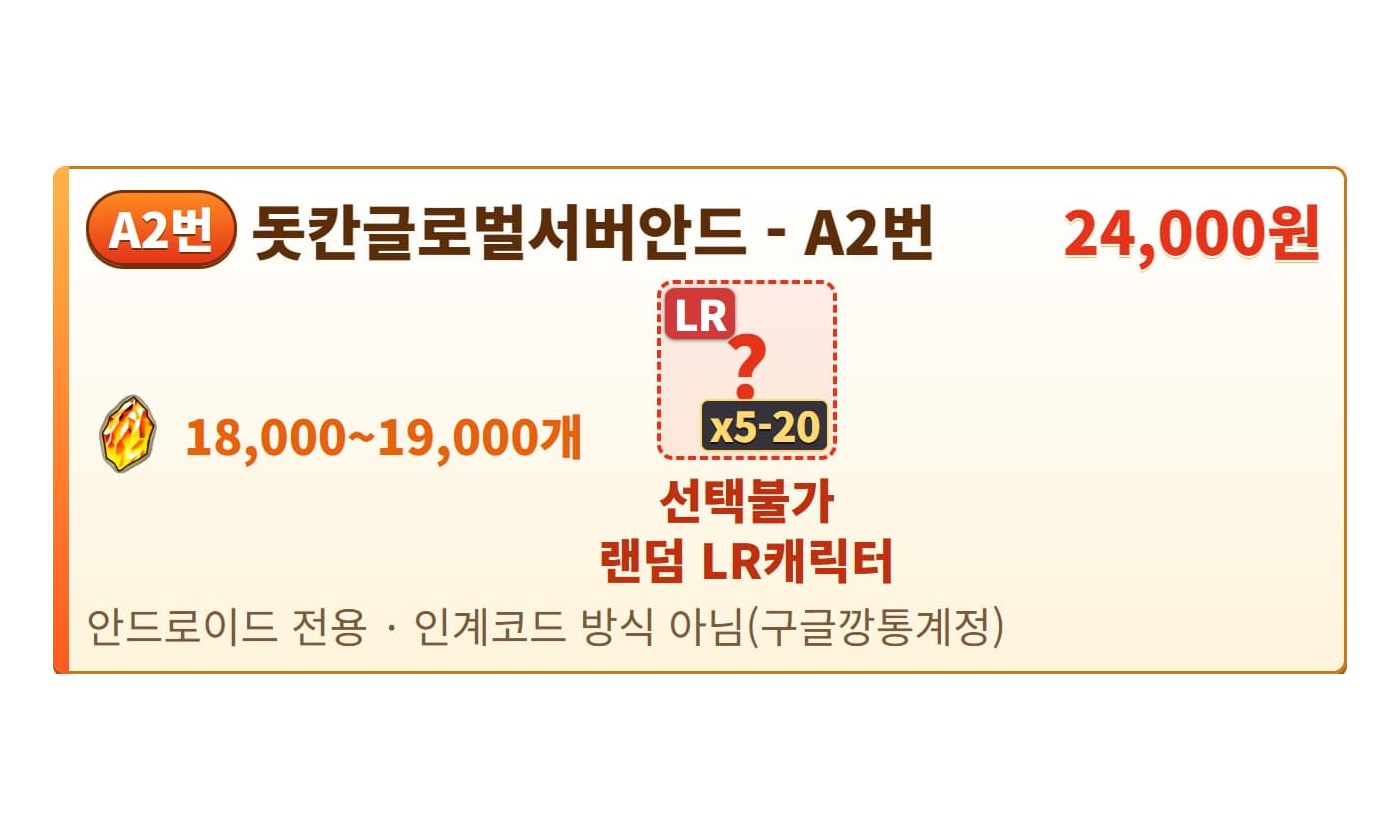 A2번 돗칸글로벌서버안드 - A2번 24,000원
LR
?
x5-20
18,000~19,000개
선택불가
랜덤 LR캐릭터
안드로이드 전용 · 인계코드 방식 아님(구글깡통계정)